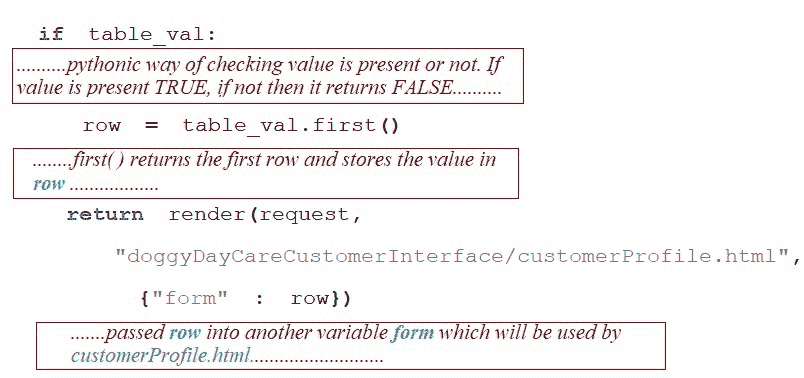 if table_val:
..........pythonic way of checking value is present or not. If
value is present TRUE, if not then it returns FALSE..........
row = table_val.first()
........first( ) returns the first row and stores the value in
row ..................
return render(request,
"doggyDayCareCustomerInterface/customerProfile.html",
{"form" : row})
.......passed row into another variable form which will be used by
customerProfile.html...........................